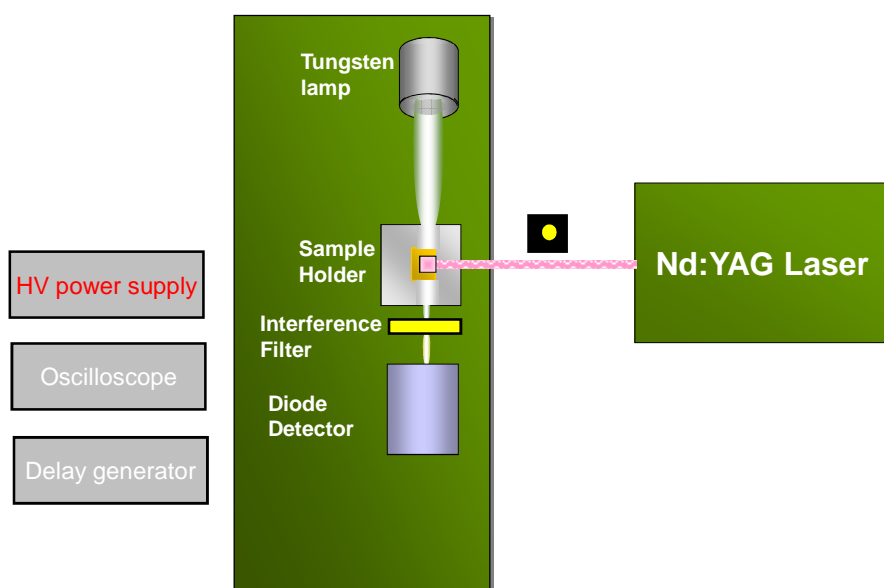 Tungsten
lamp
Sample
Holder
Nd:YAG Laser
HV power supply
Interference
Filter
Oscilloscope
Diode
Detector
Delay generator